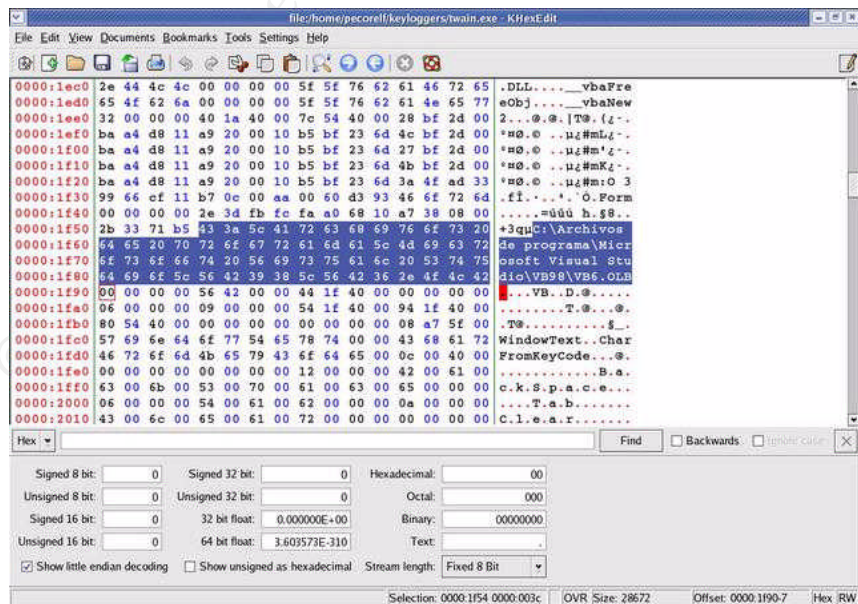 file:/home/pecorelf/keyloggers/twain.exe - KHexEdit
File Edit View Documents Bookmarks Tools Settings Help
0000:1ec0 2e 44 4c 4c 00 00 00 00 5f 5f 76 62 61 46 72 65 .DLL....__vbaFre
0000:1ed0 65 4f 62 6a 00 00 00 00 5f 5f 76 62 61 4e 65 77 eObj....__vbaNew
0000:1ee0 32 00 00 00 40 1a 40 00 7c 54 40 00 28 bf 2d 00 2...@.@.|T@.(¿-.
0000:1ef0 ba a4 d8 11 a9 20 00 10 b5 bf 23 6d 4c bf 2d 00 º¤Ø.© ..µ¿#mL¿-.
0000:1f00 ba a4 d8 11 a9 20 00 10 b5 bf 23 6d 27 bf 2d 00 º¤Ø.© ..µ¿#m'¿-.
0000:1f10 ba a4 d8 11 a9 20 00 10 b5 bf 23 6d 4b bf 2d 00 º¤Ø.© ..µ¿#mK¿-.
0000:1f20 ba a4 d8 11 a9 20 00 10 b5 bf 23 6d 3a 4f ad 33 º¤Ø.© ..µ¿#m:O 3
0000:1f30 99 66 cf 11 b7 0c 00 aa 00 60 d3 93 46 6f 72 6d .fÏ.·..ª.`Ó.Form
0000:1f40 00 00 00 00 2e 3d fb fc fa a0 68 10 a7 38 08 00 .....=ûüú h.§8..
0000:1f50 2b 33 71 b5 43 3a 5c 41 72 63 68 69 76 6f 73 20 +3qµC:\Archivos
0000:1f60 64 65 20 70 72 6f 67 72 61 6d 61 5c 4d 69 63 72 de programa\Micr
0000:1f70 6f 73 6f 66 74 20 56 69 73 75 61 6c 20 53 74 75 osoft Visual Stu
0000:1f80 64 69 6f 5c 56 42 39 38 5c 56 42 36 2e 4f 4c 42 dio\VB98\VB6.OLB
0000:1f90 00 00 00 00 56 42 00 00 44 1f 40 00 00 00 00 00 ....VB..D.@.....
0000:1fa0 06 00 00 00 09 00 00 00 54 1f 40 00 94 1f 40 00 ........T.@...@.
0000:1fb0 80 54 40 00 00 00 00 00 00 00 00 00 08 a7 5f 00 .T@..........§_.
0000:1fc0 57 69 6e 64 6f 77 54 65 78 74 00 00 43 68 61 72 WindowText..Char
0000:1fd0 46 72 6f 6d 4b 65 79 43 6f 64 65 00 0c 00 40 00 FromKeyCode...@.
0000:1fe0 00 00 00 00 00 00 00 00 12 00 00 00 42 00 61 00 ............B.a.
0000:1ff0 63 00 6b 00 53 00 70 00 61 00 63 00 65 00 00 00 c.k.S.p.a.c.e...
0000:2000 06 00 00 00 54 00 61 00 62 00 00 00 0a 00 00 00 ....T.a.b.......
0000:2010 43 00 6c 00 65 00 61 00 72 00 00 00 00 00 00 00 C.l.e.a.r.......
Hex Find Backwards Ignore case
Signed 8 bit: 0 Signed 32 bit: 0 Hexadecimal: 00
Unsigned 8 bit: 0 Unsigned 32 bit: 0 Octal: 000
Signed 16 bit: 0 32 bit float: 0.000000E+00 Binary: 00000000
Unsigned 16 bit: 0 64 bit float: 3.603573E-310 Text: .
Show little endian decoding Show unsigned as hexadecimal Stream length: Fixed 8 Bit
Selection: 0000:1f54 0000:003c OVR Size: 28672 Offset: 0000:1f90-7 Hex RW